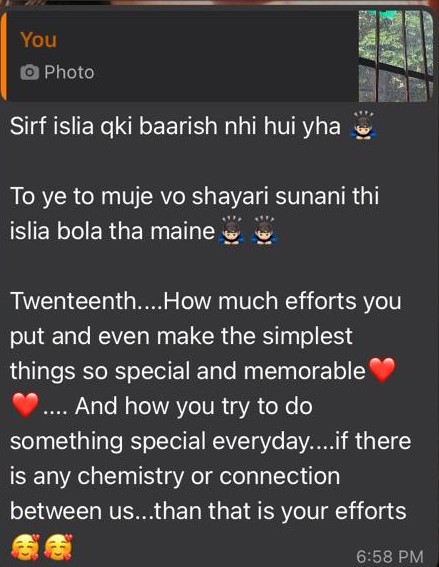 You
Photo
Sirf islia qki baarish nhi hui yha 🙇🏻‍♂️
To ye to muje vo shayari sunani thi
islia bola tha maine🙇🏻‍♂️ 🙇🏻‍♂️
Twenteenth....How much efforts you
put and even make the simplest
things so special and memorable❤️
❤️.... And how you try to do
something special everyday....if there
is any chemistry or connection
between us...than that is your efforts
🥰🥰
6:58 PM